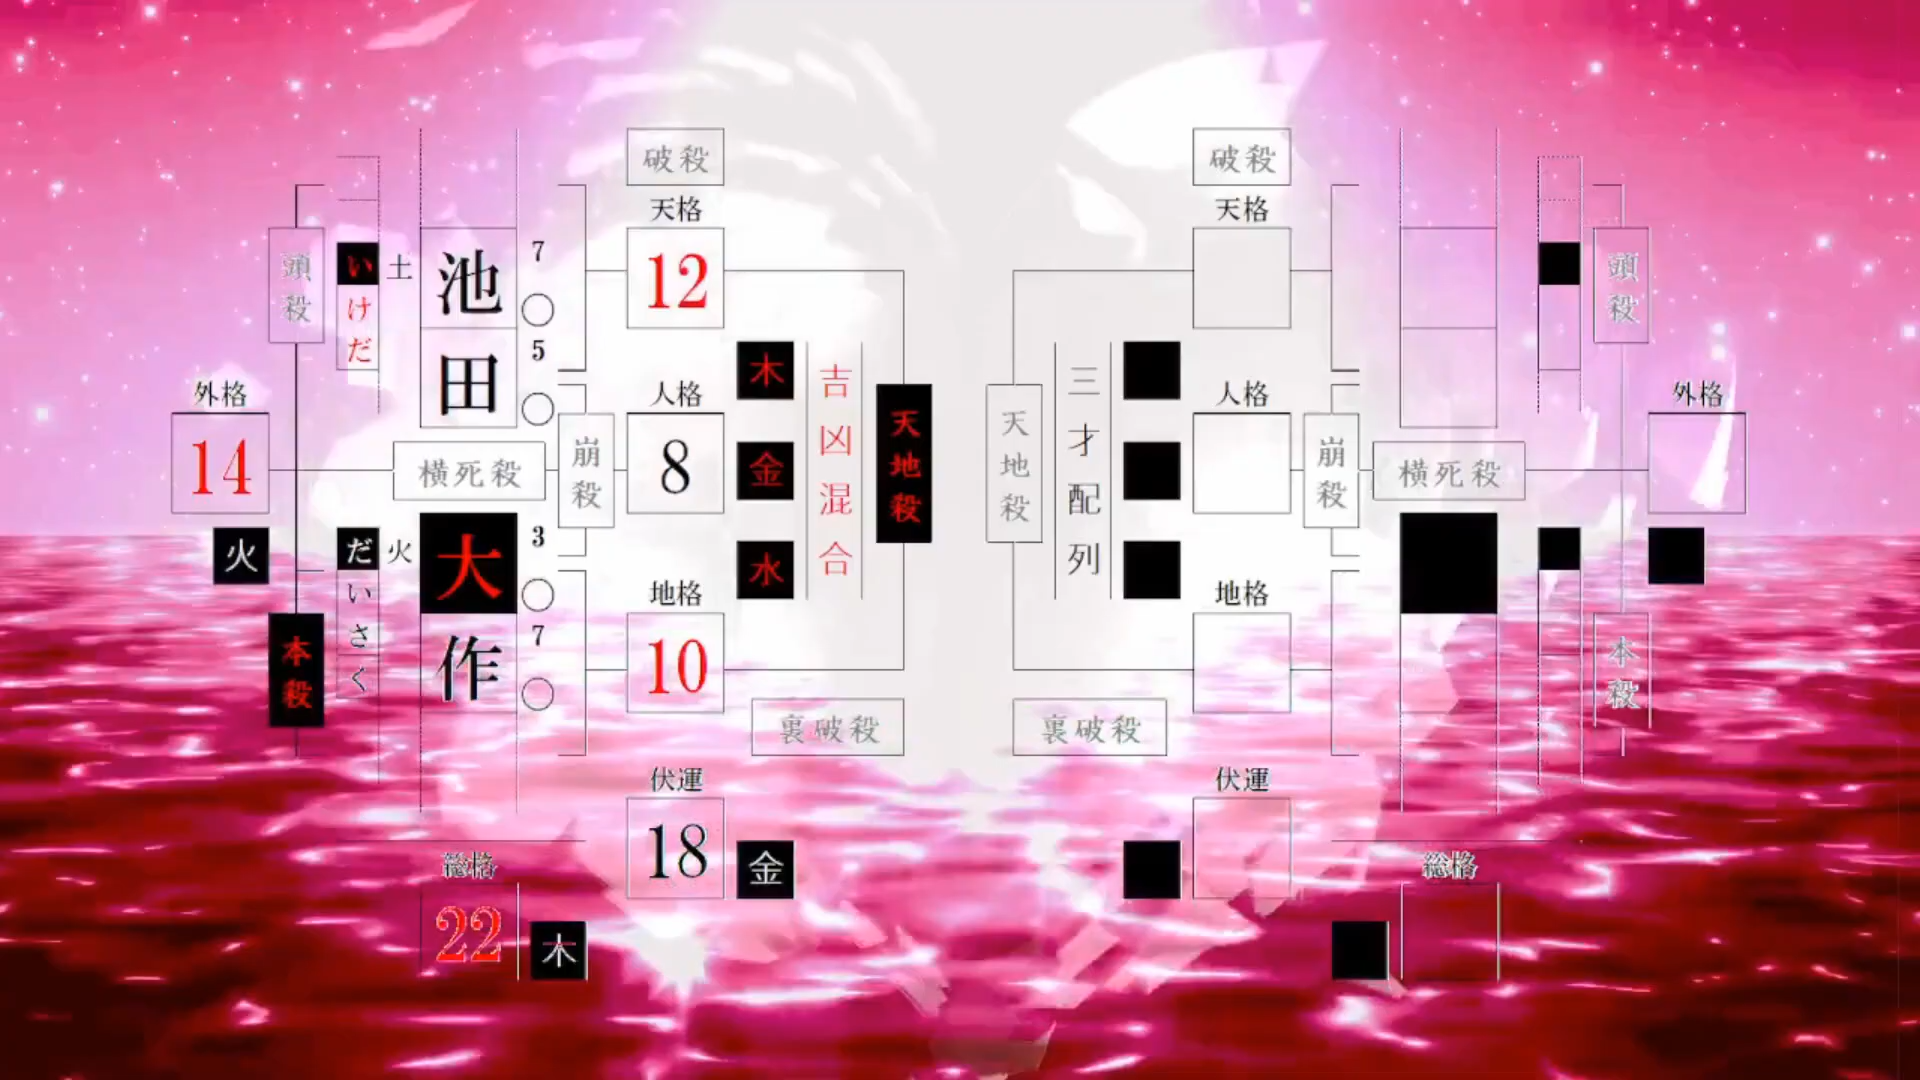 破殺
天格
12
頭殺
いけだ
土
池田
7
5
外格
14
火
横死殺
崩殺
人格
8
木
金
水
吉凶混合
天地殺
本殺
だいさく
火
大作
3
7
地格
10
裏破殺
伏運
18
金
総格
22
木
破殺
天格
天地殺
三才配列
人格
崩殺
横死殺
頭殺
外格
地格
本殺
裏破殺
伏運
総格